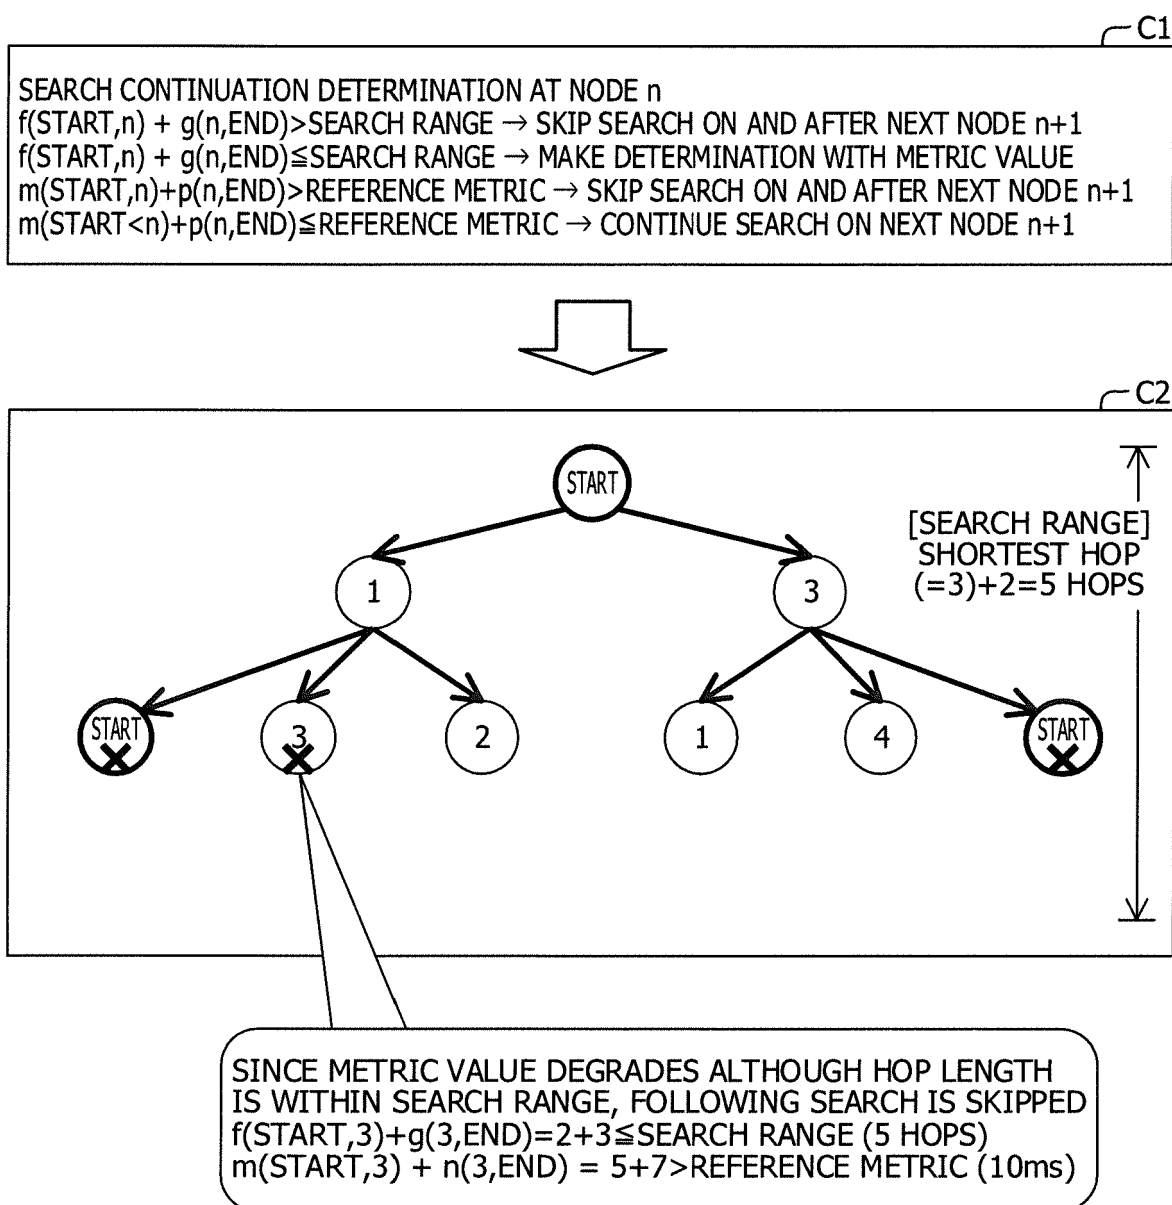 C1
SEARCH CONTINUATION DETERMINATION AT NODE n
f(START,n) + g(n,END)>SEARCH RANGE → SKIP SEARCH ON AND AFTER NEXT NODE n+1
f(START,n) + g(n,END)≦SEARCH RANGE → MAKE DETERMINATION WITH METRIC VALUE
m(START,n)+p(n,END)>REFERENCE METRIC → SKIP SEARCH ON AND AFTER NEXT NODE n+1
m(START<n)+p(n,END)≦REFERENCE METRIC → CONTINUE SEARCH ON NEXT NODE n+1
C2
START
[SEARCH RANGE]
SHORTEST HOP
(=3)+2=5 HOPS
1
3
START
3
2
1
4
START
SINCE METRIC VALUE DEGRADES ALTHOUGH HOP LENGTH
IS WITHIN SEARCH RANGE, FOLLOWING SEARCH IS SKIPPED
f(START,3)+g(3,END)=2+3≦SEARCH RANGE (5 HOPS)
m(START,3) + n(3,END) = 5+7>REFERENCE METRIC (10ms)